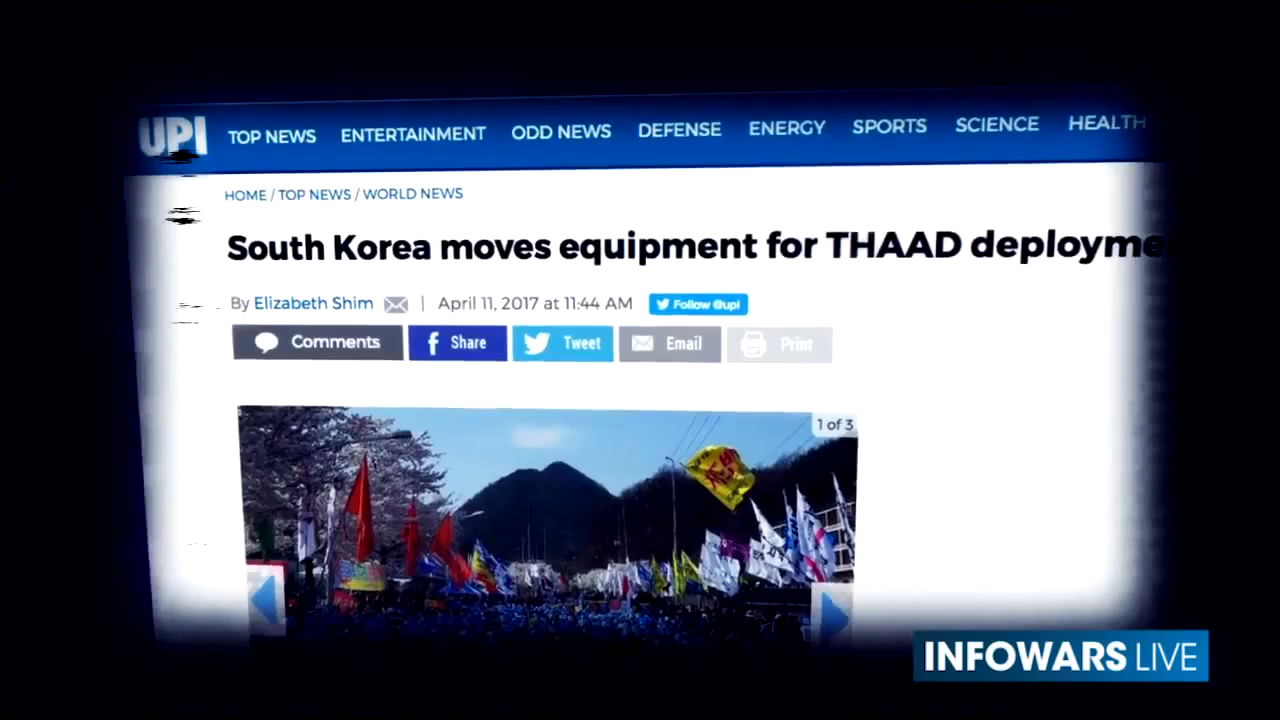 UPI TOP NEWS ENTERTAINMENT ODD NEWS DEFENSE ENERGY SPORTS SCIENCE HEALTH
HOME / TOP NEWS / WORLD NEWS
South Korea moves equipment for THAAD deployme
By Elizabeth Shim | April 11, 2017 at 11:44 AM Follow @upi
Comments Share Tweet Email Print
1 of 3
INFOWARS LIVE